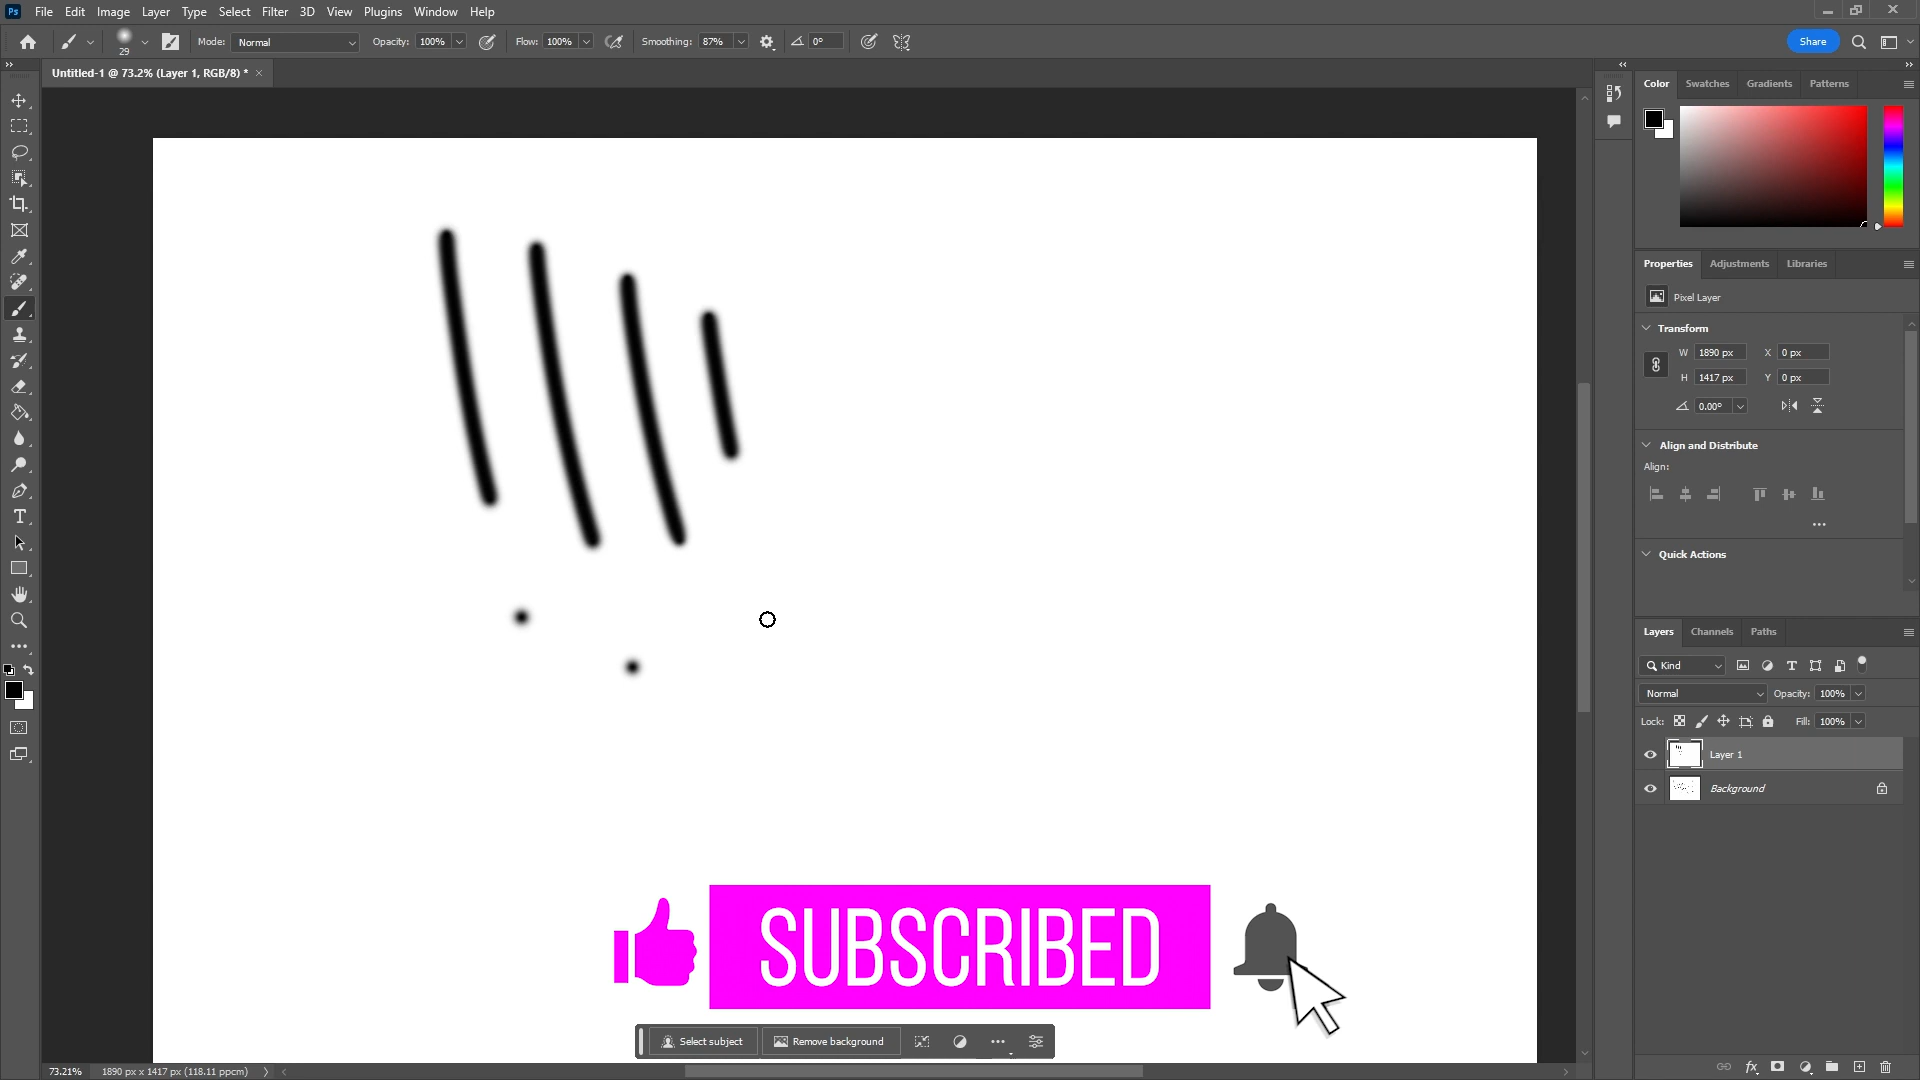 Ps File Edit Image Layer Type Select Filter 3D View Plugins Window Help
29 Mode: Normal Opacity: 100% Flow: 100% Smoothing: 87% 0° Share
Untitled-1 @ 73.2% (Layer 1, RGB/8) *
Color Swatches Gradients Patterns
Properties Adjustments Libraries
Pixel Layer
Transform
W 1890 px X 0 px
H 1417 px Y 0 px
0.00°
Align and Distribute
Align:
Quick Actions
Layers Channels Paths
Kind
Normal Opacity: 100%
Lock: Fill: 100%
Layer 1
Background
SUBSCRIBED
Select subject Remove background
73.21% 1890 px x 1417 px (118.11 ppcm)